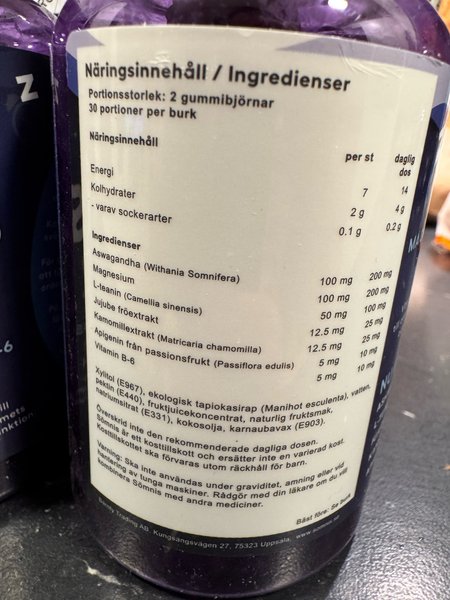 Näringsinnehåll / Ingredienser
Portionsstorlek: 2 gummibjörnar
30 portioner per burk
Näringsinnehåll per st daglig dos
Energi 7 14
Kolhydrater 2 g 4 g
- varav sockerarter 0.1 g 0.2 g
Ingredienser
Aswagandha (Withania Somnifera) 100 mg 200 mg
Magnesium 100 mg 200 mg
L-teanin (Camellia sinensis) 50 mg 100 mg
Jujube fröextrakt 12.5 mg 25 mg
Kamomillextrakt (Matricaria chamomilla) 12.5 mg 25 mg
Apigenin från passionsfrukt (Passiflora edulis) 5 mg 10 mg
Vitamin B-6 5 mg 10 mg
Xylitol (E967), ekologisk tapiokasirap (Manihot esculenta), vatten,
pektin (E440), fruktjuicekoncentrat, naturlig fruktsmak,
natriumsitrat (E331), kokosolja, karnaubavax (E903).
Överskrid inte den rekommenderade dagliga dosen.
Sömnis är ett kosttillskott och ersätter inte en varierad kost.
Kosttillskottet ska förvaras utom räckhåll för barn.
Varning: Ska inte användas under graviditet, amning eller vid
hantering av tunga maskiner. Rådgör med din läkare om du vill
kombinera Sömnis med andra mediciner.
Bäst före: Se burk
Trading AB Kungsängsvägen 27, 75323 Uppsala,
Z